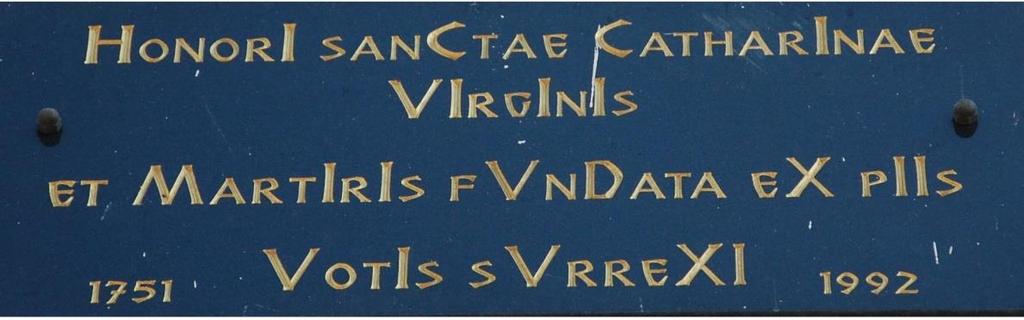 HonorI sanCtae CatharInae
VIrgInIs
et MartIrIs fVnData eX pIIs
1751 VotIs sVrreXI 1992